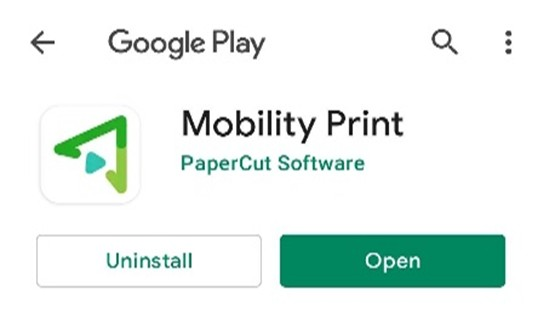 Google Play
Mobility Print
PaperCut Software
Uninstall
Open